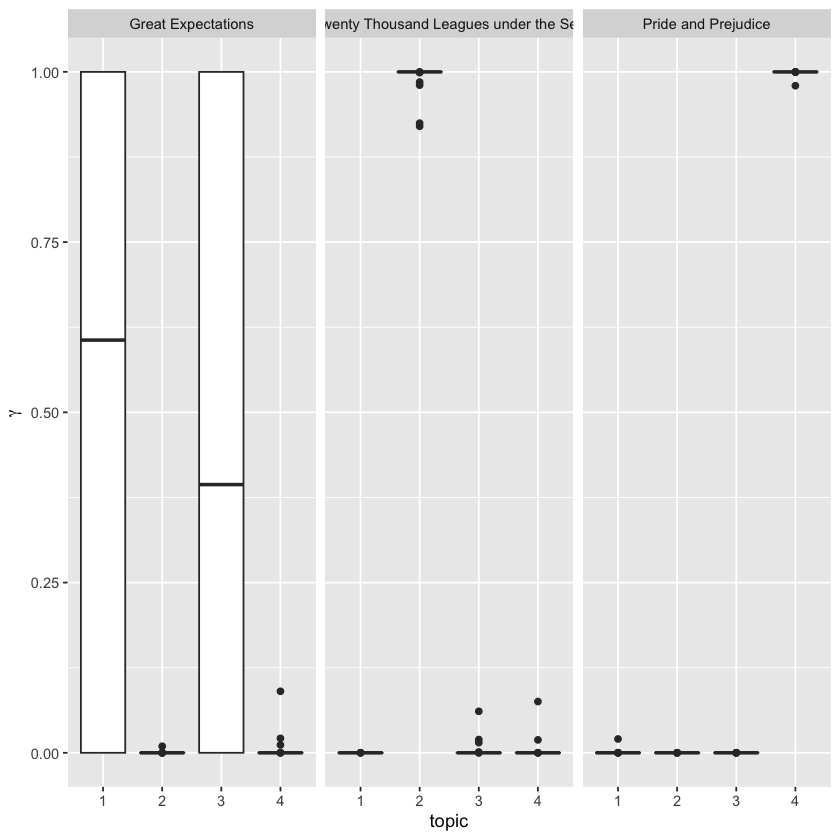 Great Expectations
wenty Thousand Leagues under the Se
Pride and Prejudice
1.00
0.75
0.50
0.25
0.00
γ
1 2 3 4
1 2 3 4
1 2 3 4
topic